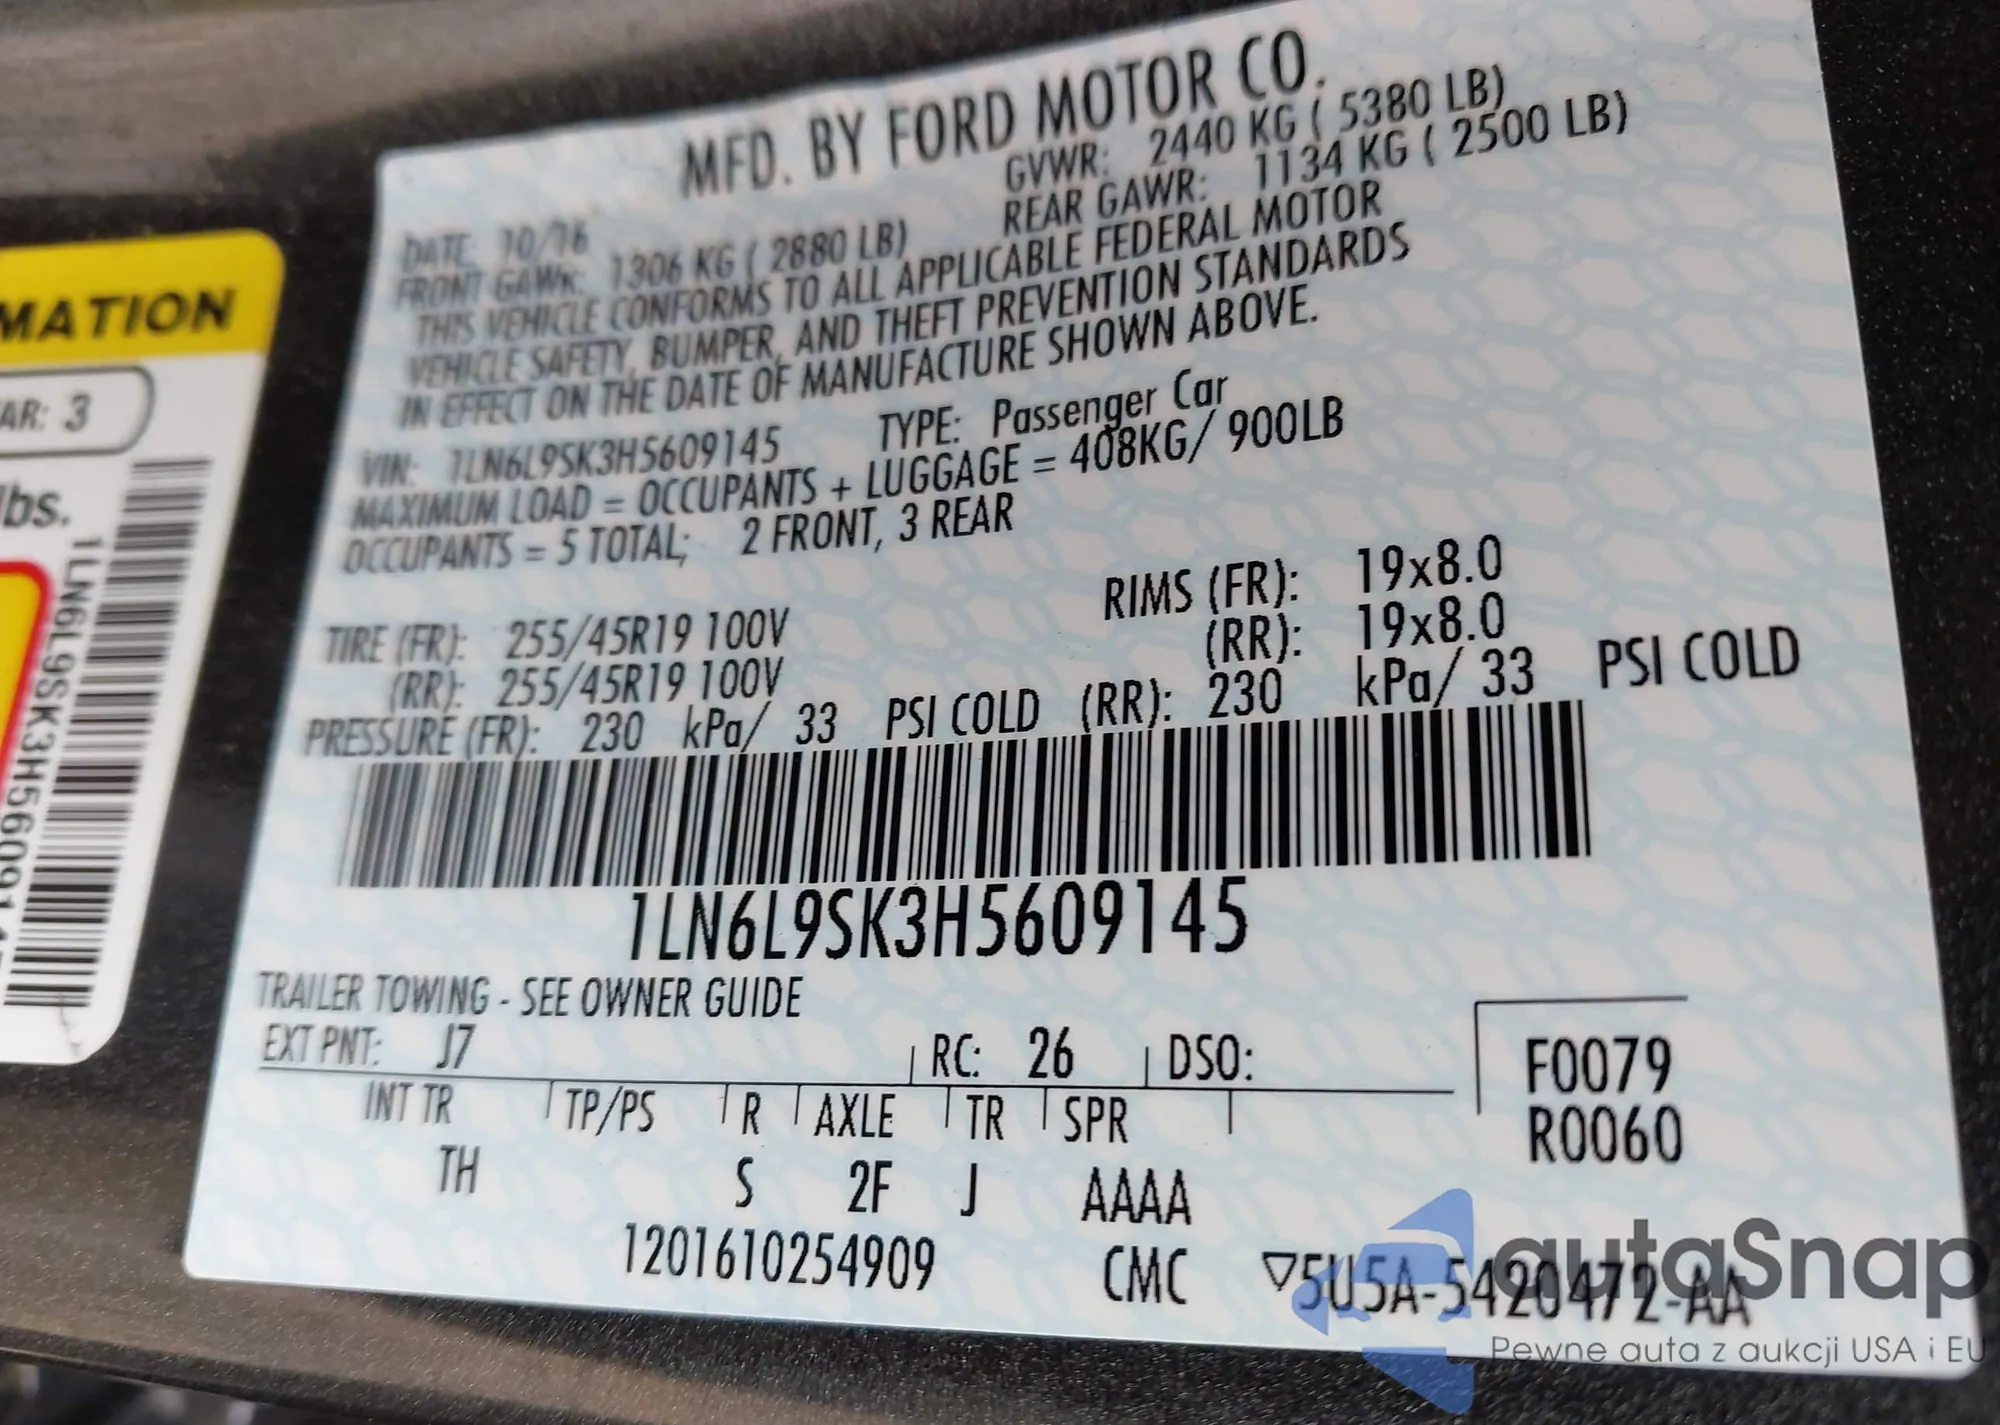 MATION
AR: 3
lbs.
1LN6L9SK3H56091
MFD. BY FORD MOTOR CO.
DATE: 10/16 GVWR: 2440 KG ( 5380 LB)
FRONT GAWR: 1306 KG ( 2880 LB) REAR GAWR: 1134 KG ( 2500 LB)
THIS VEHICLE CONFORMS TO ALL APPLICABLE FEDERAL MOTOR
VEHICLE SAFETY, BUMPER, AND THEFT PREVENTION STANDARDS
IN EFFECT ON THE DATE OF MANUFACTURE SHOWN ABOVE.
VIN: 1LN6L9SK3H5609145 TYPE: Passenger Car
MAXIMUM LOAD = OCCUPANTS + LUGGAGE = 408KG/ 900LB
OCCUPANTS = 5 TOTAL; 2 FRONT, 3 REAR
TIRE (FR): 255/45R19 100V RIMS (FR): 19x8.0
(RR): 255/45R19 100V (RR): 19x8.0
PRESSURE (FR): 230 kPa/ 33 PSI COLD (RR): 230 kPa/ 33 PSI COLD
1LN6L9SK3H5609145
TRAILER TOWING - SEE OWNER GUIDE
EXT PNT: J7 RC: 26 DSO: F0079
INT TR TP/PS R AXLE TR SPR R0060
TH S 2F J AAAA
1201610254909 CMC ▽5U5A-5420472-AA
autaSnap
Pewne auta z aukcji USA i EU